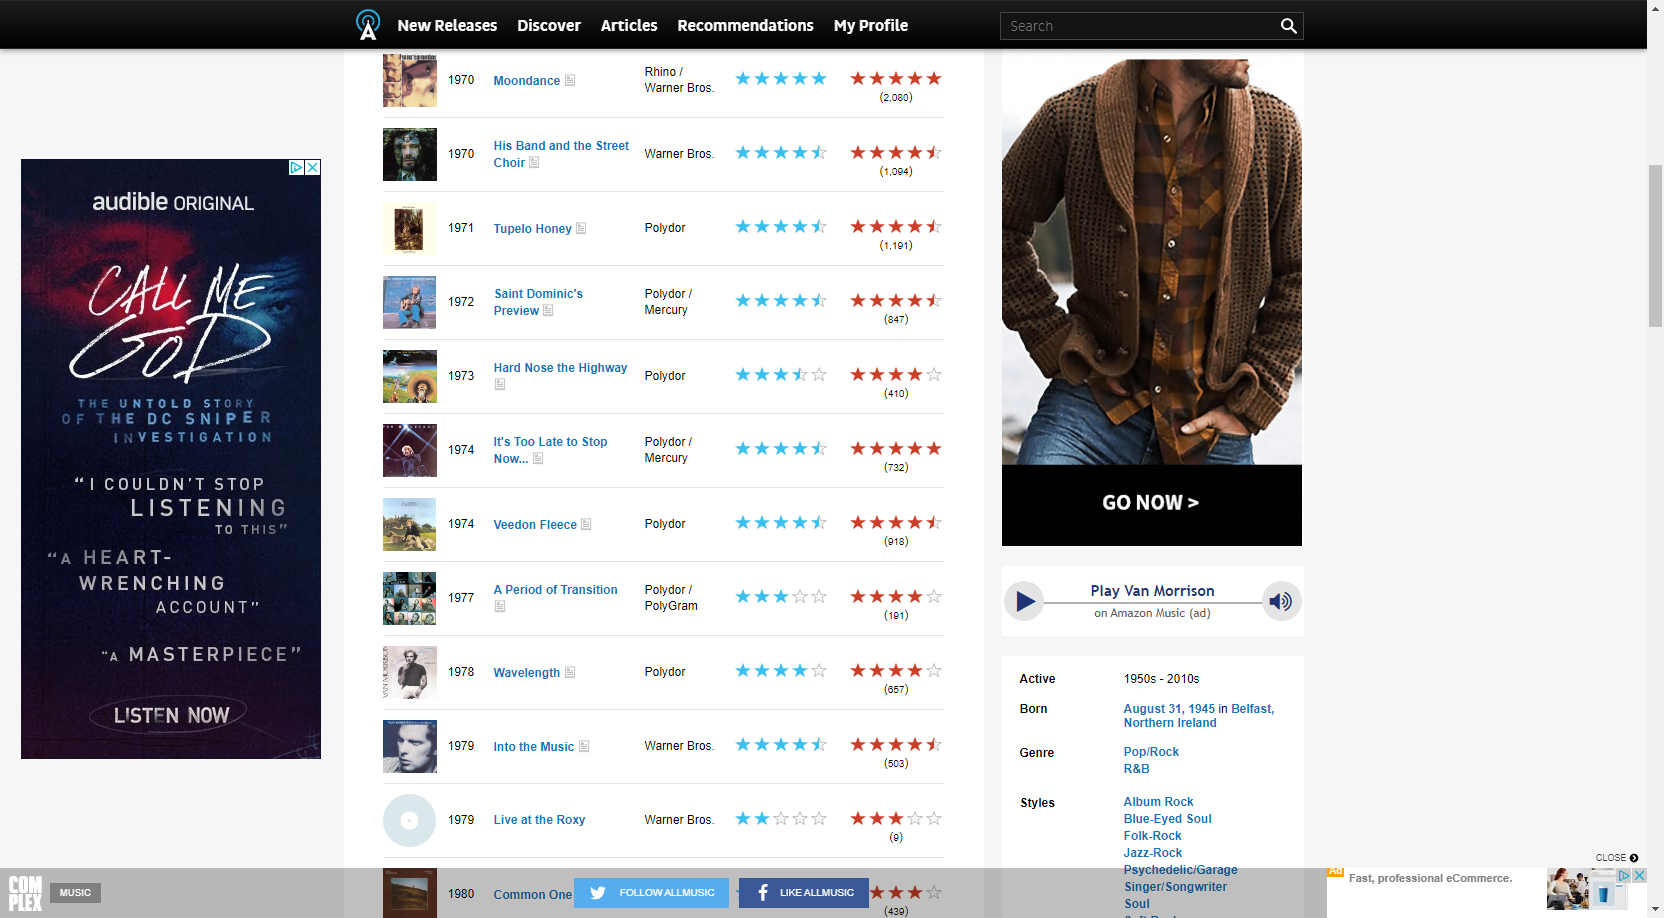 New Releases
Discover
Articles
Recommendations
My Profile
Search
audible ORIGINAL
CALL ME
GOD
THE UNTOLD STORY
OF THE DC SNIPER
INVESTIGATION
"I COULDN'T STOP
LISTENING
TO THIS"
"A HEART-
WRENCHING
ACCOUNT"
"A MASTERPIECE"
LISTEN NOW
1970
Moondance
Rhino /
Warner Bros.
(2,080)
1970
His Band and the Street
Choir
Warner Bros.
(1,094)
1971
Tupelo Honey
Polydor
(1,191)
1972
Saint Dominic's
Preview
Polydor /
Mercury
(847)
1973
Hard Nose the Highway
Polydor
(410)
1974
It's Too Late to Stop
Now...
Polydor /
Mercury
(732)
1974
Veedon Fleece
Polydor
(918)
1977
A Period of Transition
Polydor /
PolyGram
(191)
1978
Wavelength
Polydor
(657)
1979
Into the Music
Warner Bros.
(503)
1979
Live at the Roxy
Warner Bros.
(9)
1980
Common One
(439)
GO NOW >
Play Van Morrison
on Amazon Music (ad)
Active
1950s - 2010s
Born
August 31, 1945 in Belfast,
Northern Ireland
Genre
Pop/Rock
R&B
Styles
Album Rock
Blue-Eyed Soul
Folk-Rock
Jazz-Rock
Psychedelic/Garage
Singer/Songwriter
Soul
COMPLEX
MUSIC
FOLLOW ALLMUSIC
LIKE ALLMUSIC
CLOSE
Ad
Fast, professional eCommerce.